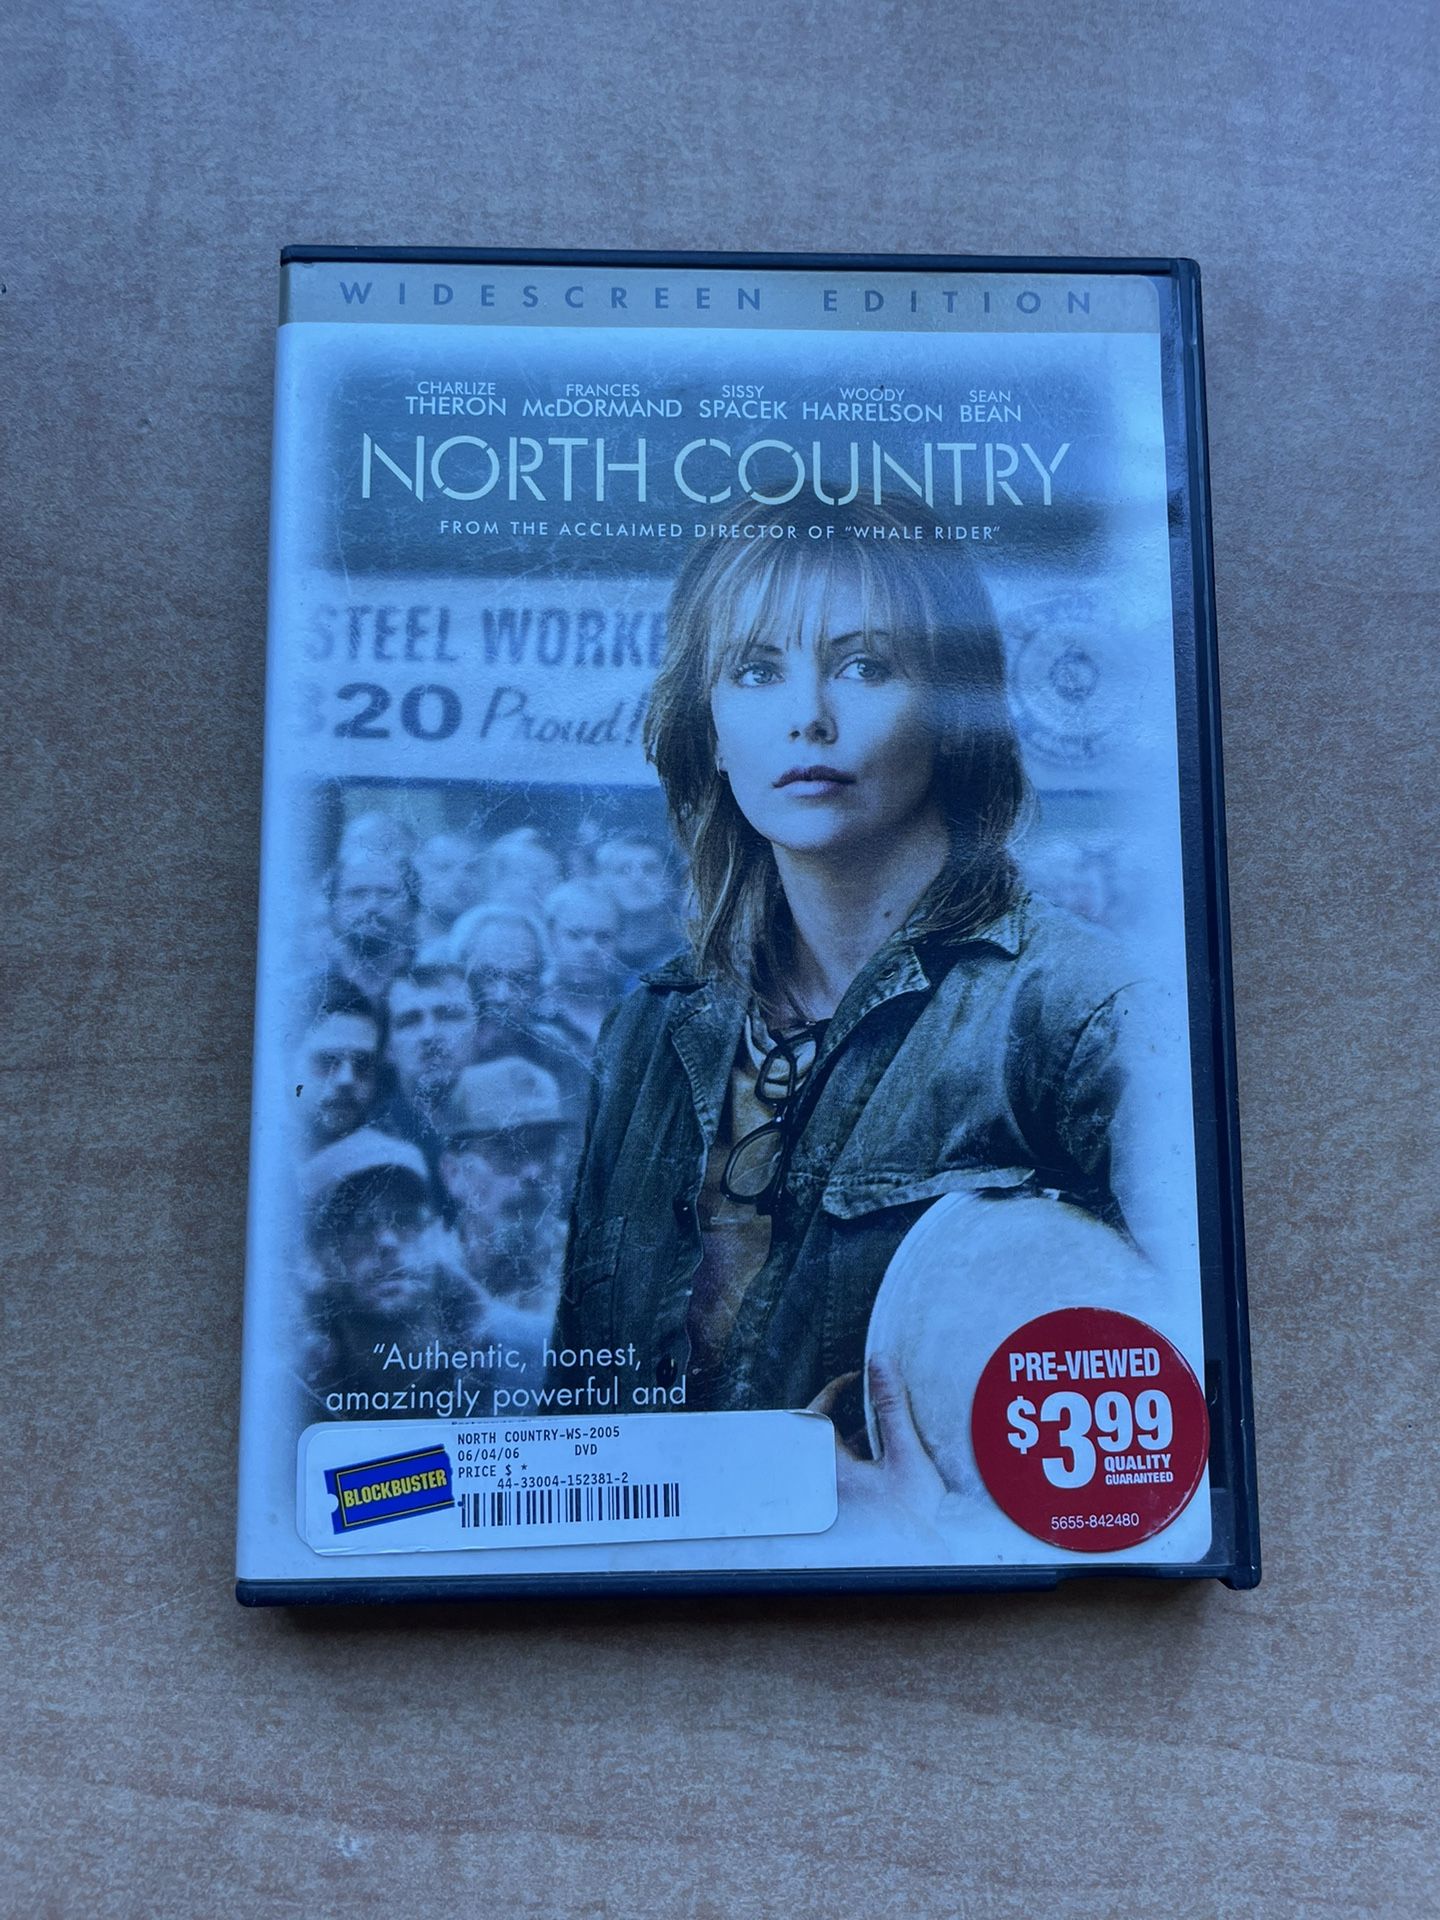 WIDESCREEN EDITION
CHARLIZE THERON FRANCES McDORMAND SISSY SPACEK WOODY HARRELSON SEAN BEAN
NORTH COUNTRY
FROM THE ACCLAIMED DIRECTOR OF "WHALE RIDER"
STEEL WORKE
320 Proud!
"Authentic, honest,
amazingly powerful and
BLOCKBUSTER
NORTH COUNTRY-WS-2005
06/04/06 DVD
PRICE $ *
44-33004-152381-2
PRE-VIEWED
$3.99
QUALITY
GUARANTEED
5655-842480